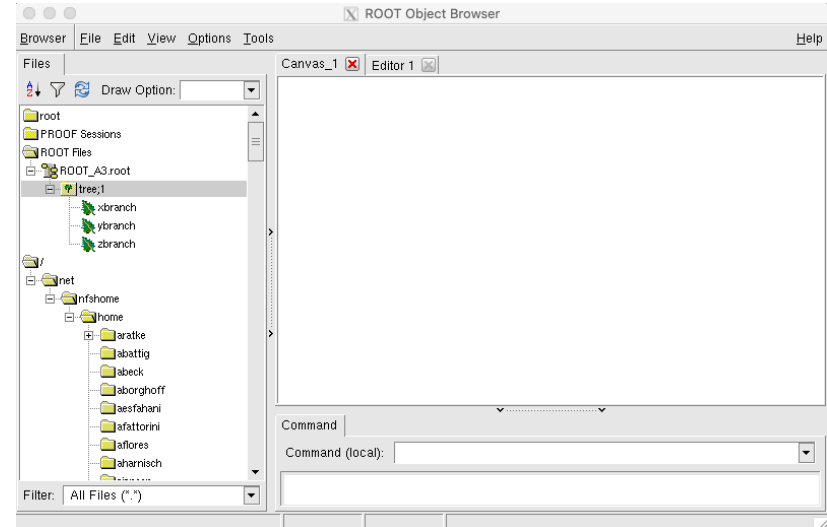 ROOT Object Browser
Browser File Edit View Options Tools Help
Files
Canvas_1 Editor 1
Draw Option:
root
PROOF Sessions
ROOT Files
ROOT_A3.root
tree;1
xbranch
ybranch
zbranch
/
net
nfshome
home
aratke
abattig
abeck
aborghoff
aesfahani
afattorini
aflores
aharnisch
Command
Command (local):
Filter: All Files (*.*)